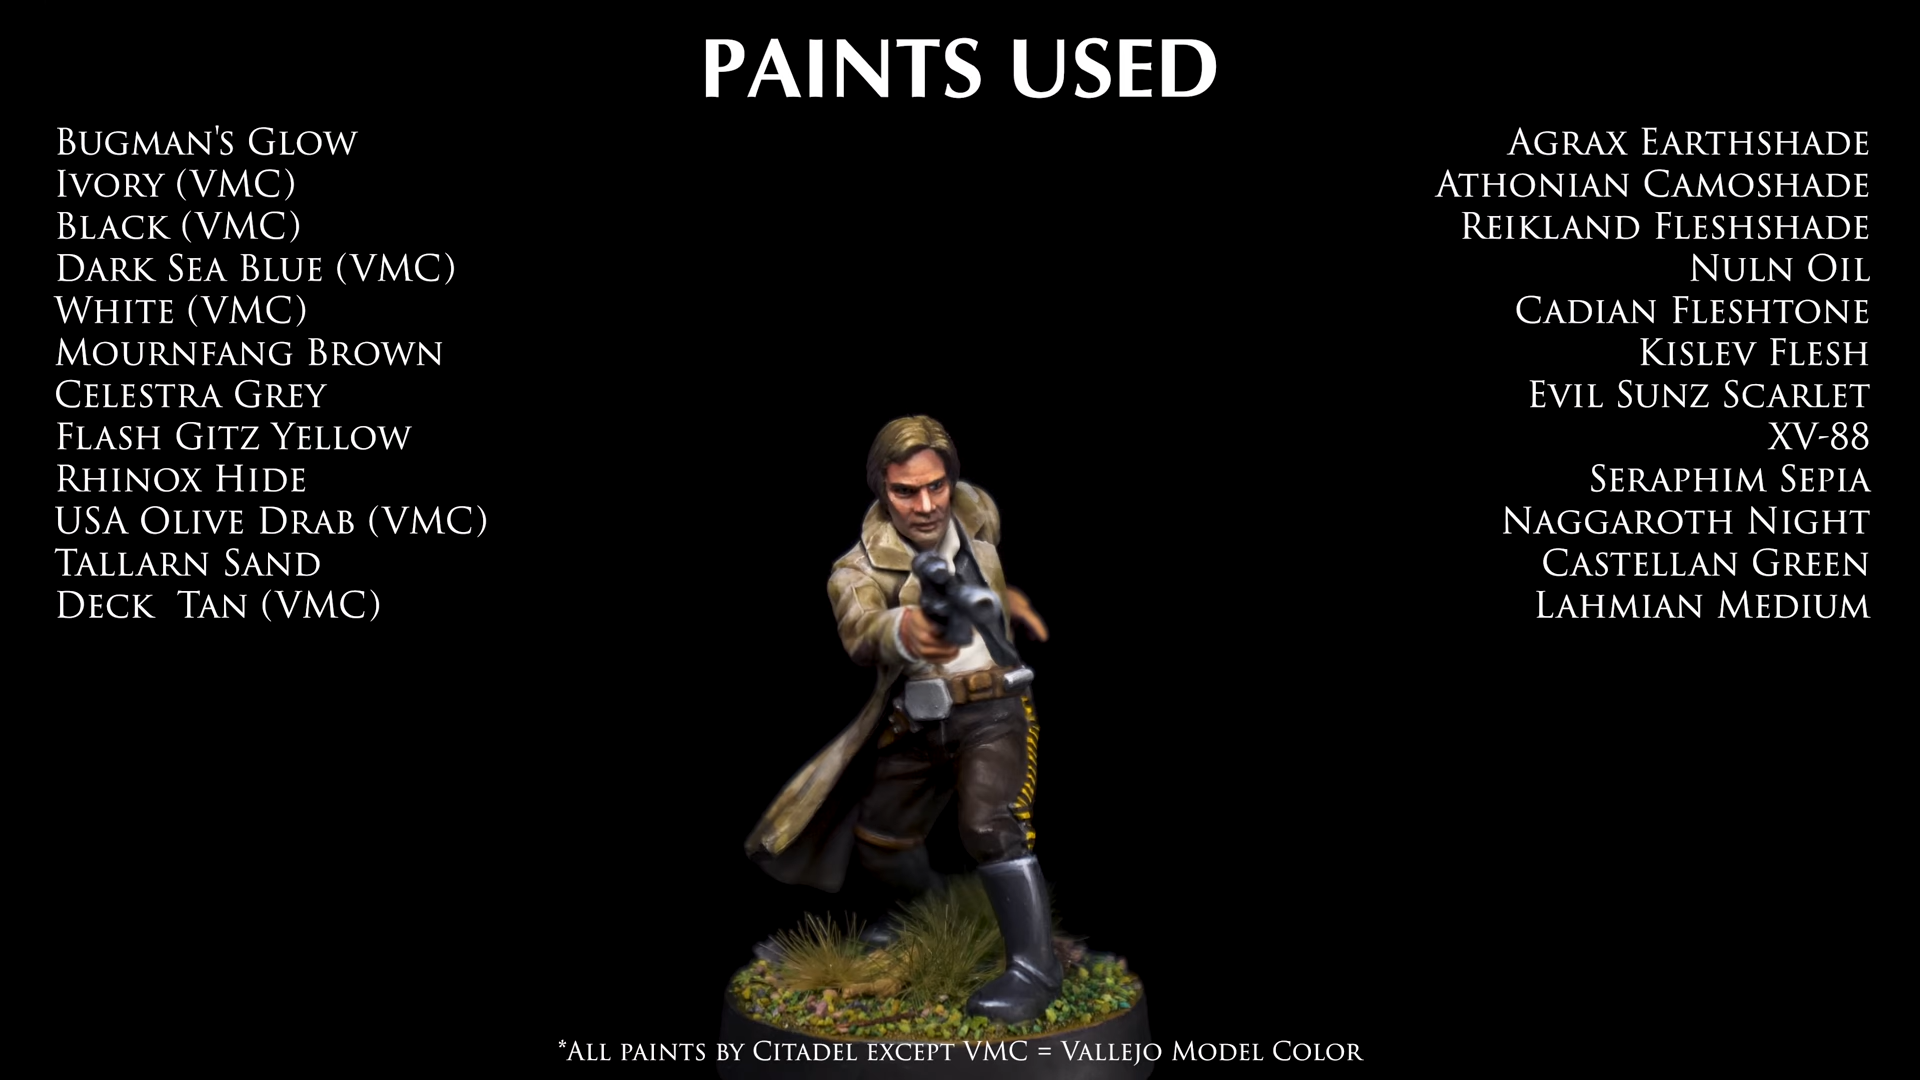 PAINTS USED
Bugman's Glow
Ivory (VMC)
Black (VMC)
Dark Sea Blue (VMC)
White (VMC)
Mournfang Brown
Celestra Grey
Flash Gitz Yellow
Rhinox Hide
USA Olive Drab (VMC)
Tallarn Sand
Deck  Tan (VMC)
Agrax Earthshade
Athonian Camoshade
Reikland Fleshshade
Nuln Oil
Cadian Fleshtone
Kislev Flesh
Evil Sunz Scarlet
XV-88
Seraphim Sepia
Naggaroth Night
Castellan Green
Lahmian Medium
*All paints by Citadel except VMC = Vallejo Model Color